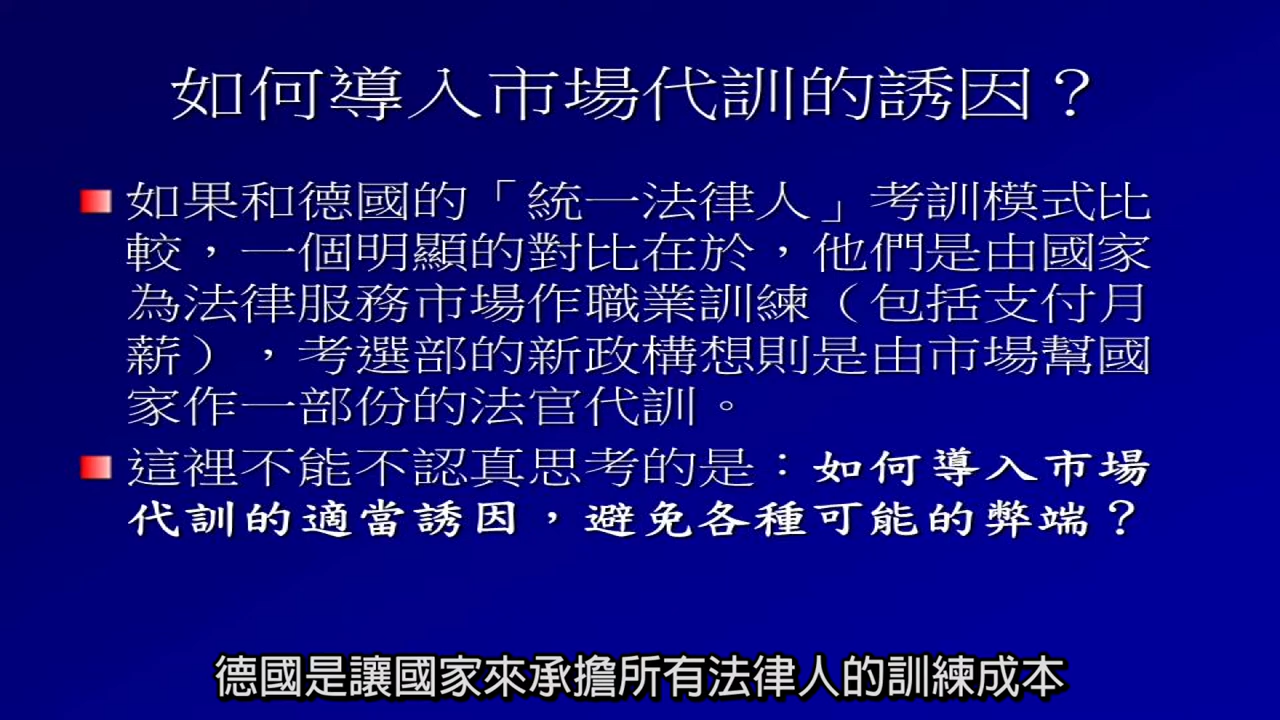 如何導入市場代訓的誘因？
如果和德國的「統一法律人」考訓模式比
較，一個明顯的對比在於，他們是由國家
為法律服務市場作職業訓練（包括支付月
薪），考選部的新政構想則是由市場幫國
家作一部份的法官代訓。
這裡不能不認真思考的是：如何導入市場
代訓的適當誘因，避免各種可能的弊端？
德國是讓國家來承擔所有法律人的訓練成本